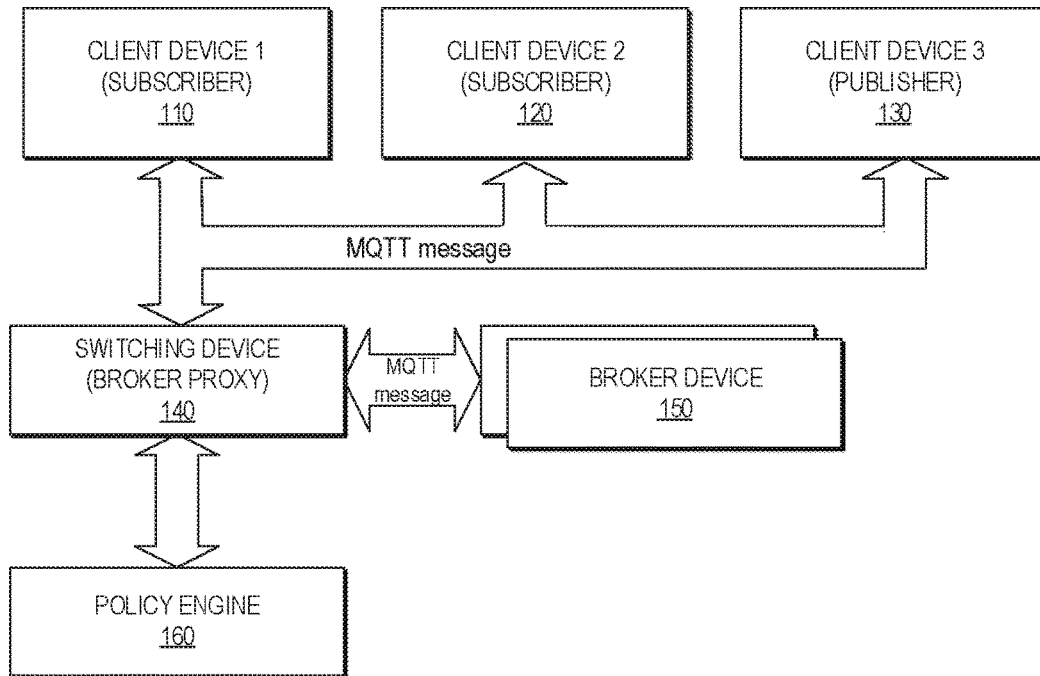 CLIENT DEVICE 1
(SUBSCRIBER)
110
CLIENT DEVICE 2
(SUBSCRIBER)
120
CLIENT DEVICE 3
(PUBLISHER)
130
MQTT message
SWITCHING DEVICE
(BROKER PROXY)
140
MQTT
message
BROKER DEVICE
150
POLICY ENGINE
160